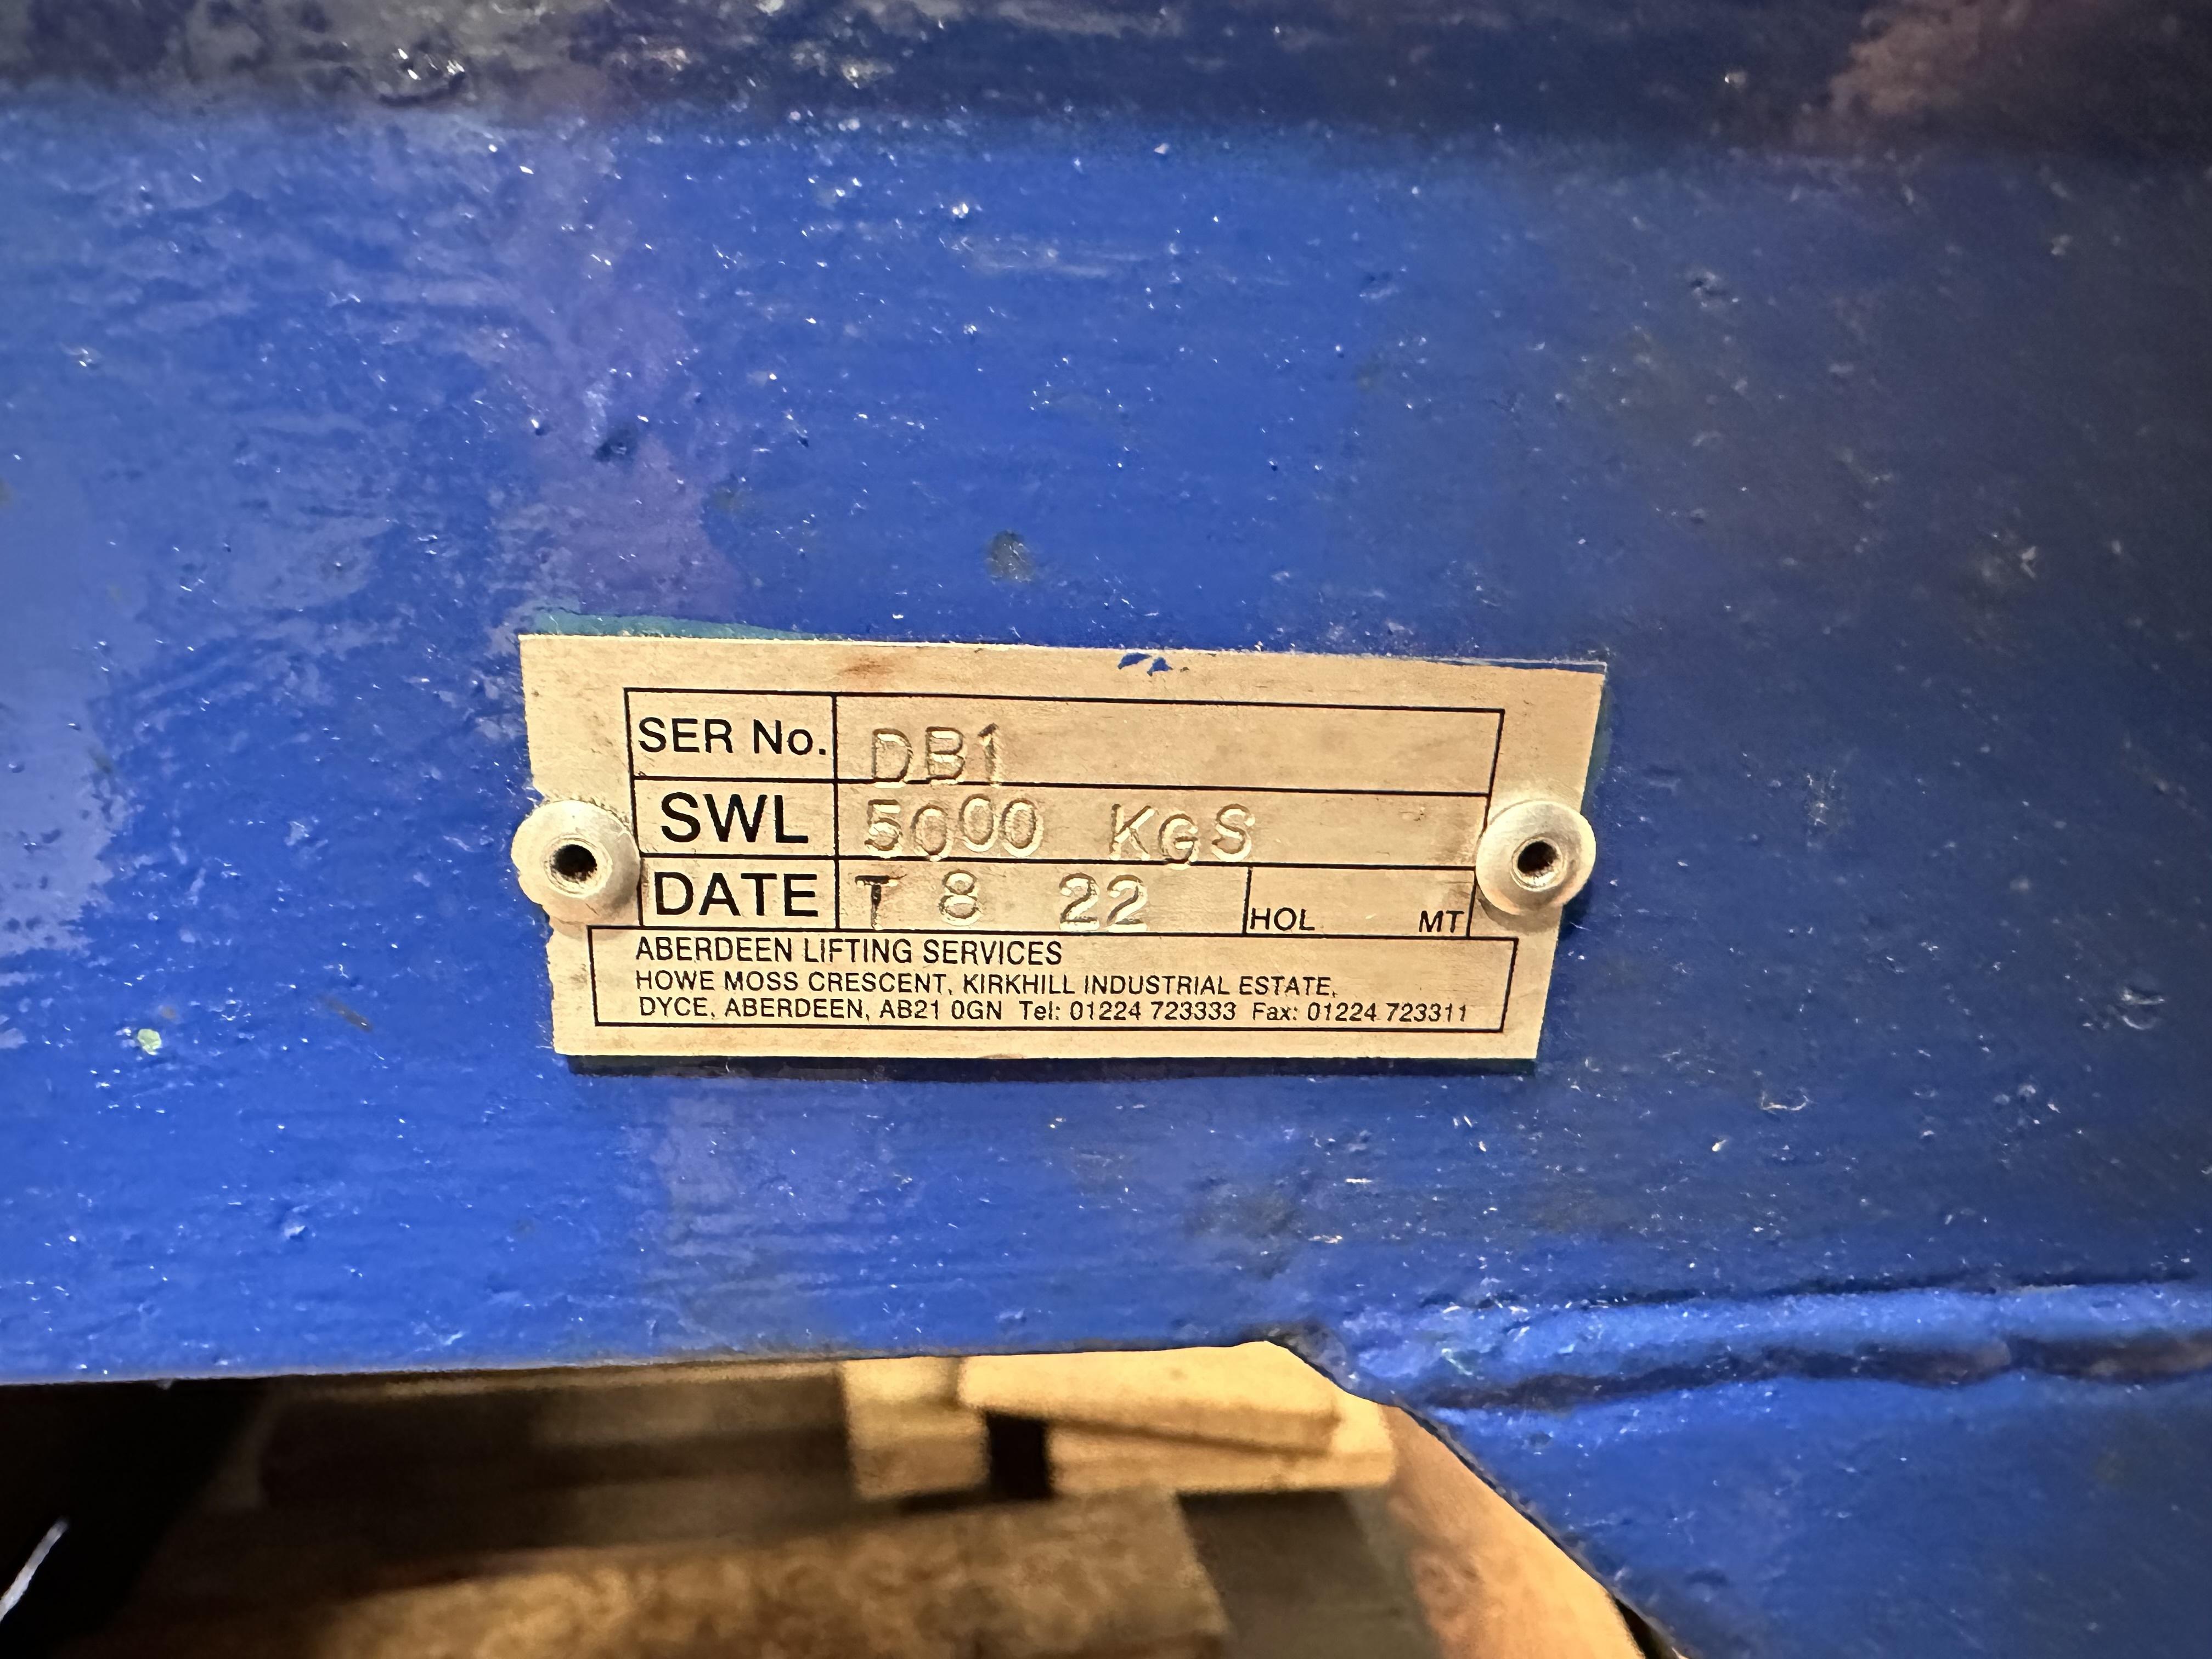 SER No. DB1
SWL 5000 KGS
DATE T 8 22 HOL MT
ABERDEEN LIFTING SERVICES
HOWE MOSS CRESCENT, KIRKHILL INDUSTRIAL ESTATE,
DYCE, ABERDEEN, AB21 0GN Tel: 01224 723333 Fax: 01224 723311